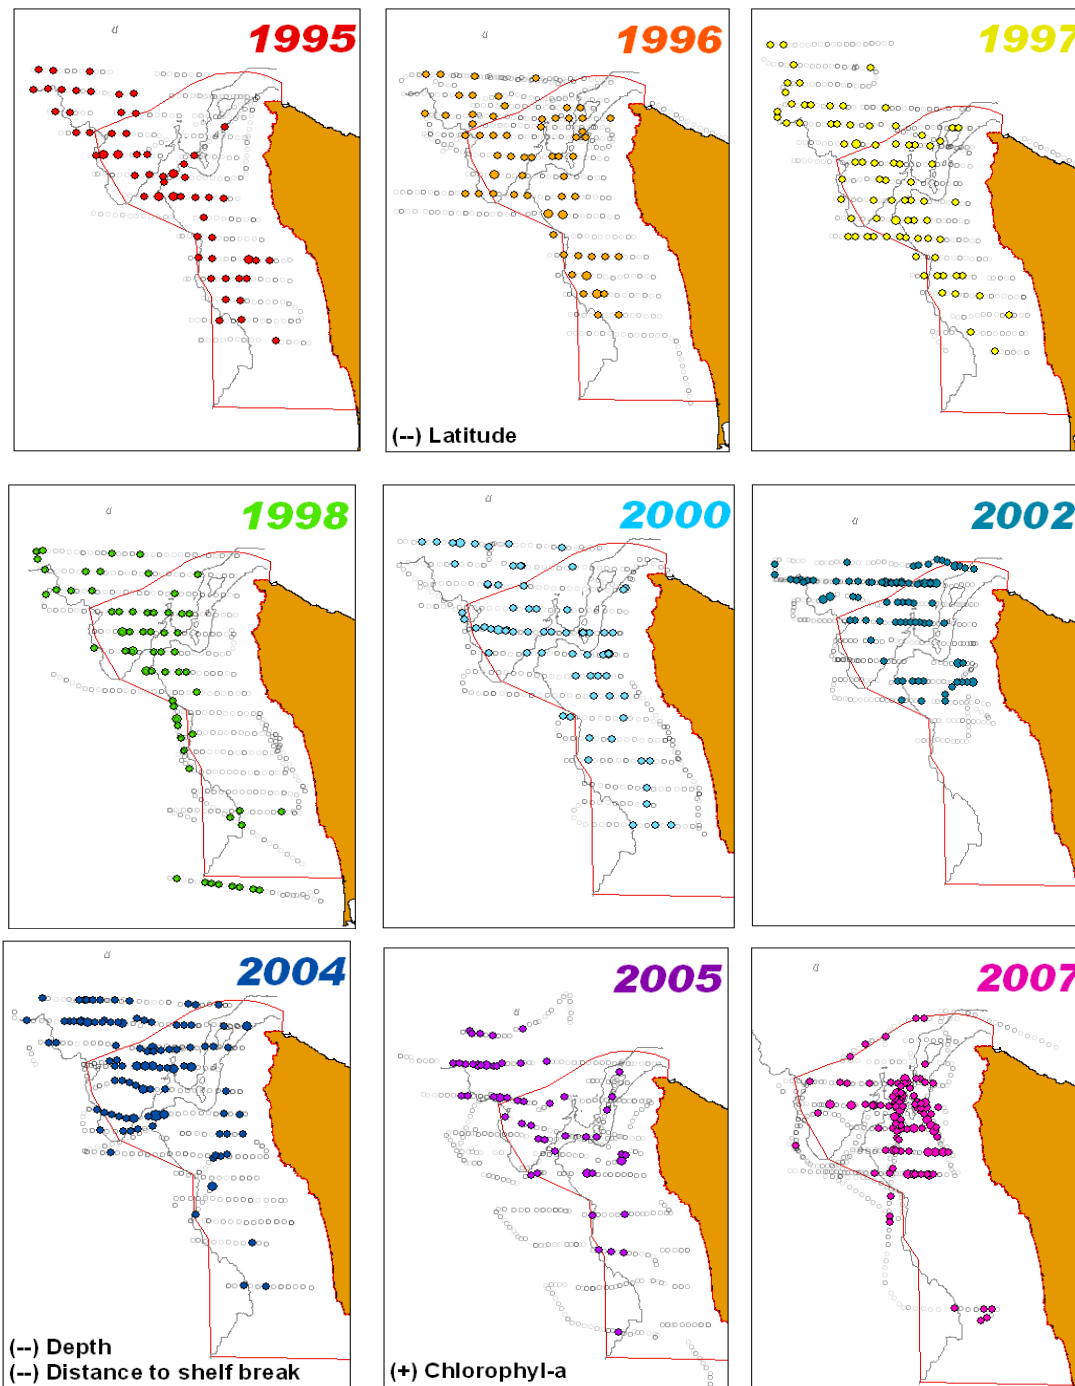 1995
1996
1997
(--) Latitude
1998
2000
2002
2004
2005
2007
(--) Depth
(--) Distance to shelf break
(+) Chlorophyl-a